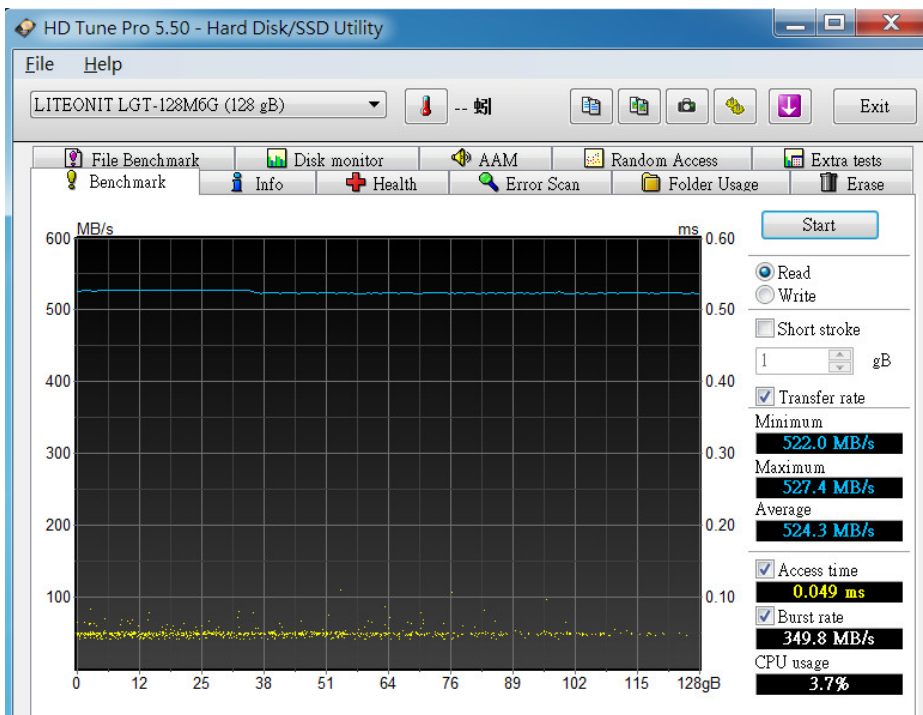 HD Tune Pro 5.50 - Hard Disk/SSD Utility
File Help
LITEONIT LGT-128M6G (128 gB)
-- 蚓
Exit
File Benchmark Disk monitor AAM Random Access Extra tests
Benchmark Info Health Error Scan Folder Usage Erase
MB/s
ms
600
500
400
300
200
100
0.60
0.50
0.40
0.30
0.20
0.10
0 12 25 38 51 64 76 89 102 115 128gB
Start
Read
Write
Short stroke
1 gB
Transfer rate
Minimum
522.0 MB/s
Maximum
527.4 MB/s
Average
524.3 MB/s
Access time
0.049 ms
Burst rate
349.8 MB/s
CPU usage
3.7%